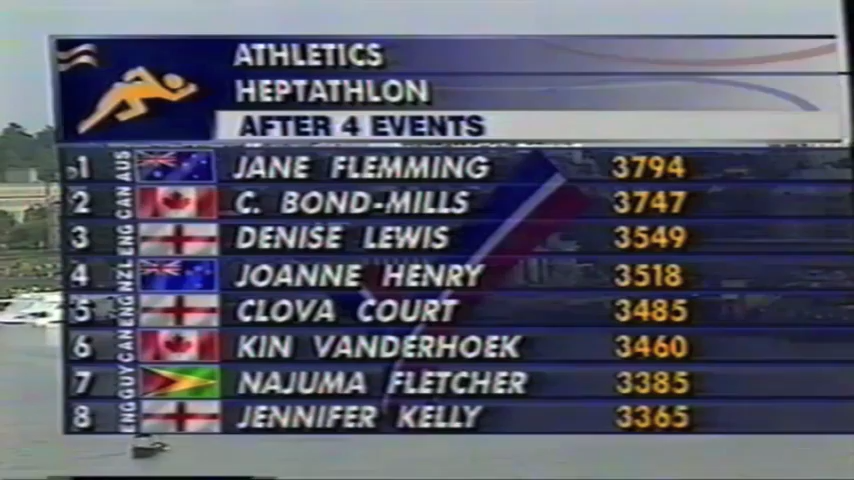 ATHLETICS
HEPTATHLON
AFTER 4 EVENTS
1 AUS JANE FLEMMING 3794
2 CAN C. BOND-MILLS 3747
3 ENG DENISE LEWIS 3549
4 NZL JOANNE HENRY 3518
5 ENG CLOVA COURT 3485
6 CAN KIN VANDERHOEK 3460
7 GUY NAJUMA FLETCHER 3385
8 ENG JENNIFER KELLY 3365